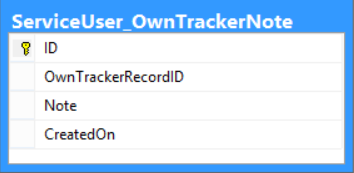 ServiceUser_OwnTrackerNote
ID
OwnTrackerRecordID
Note
CreatedOn